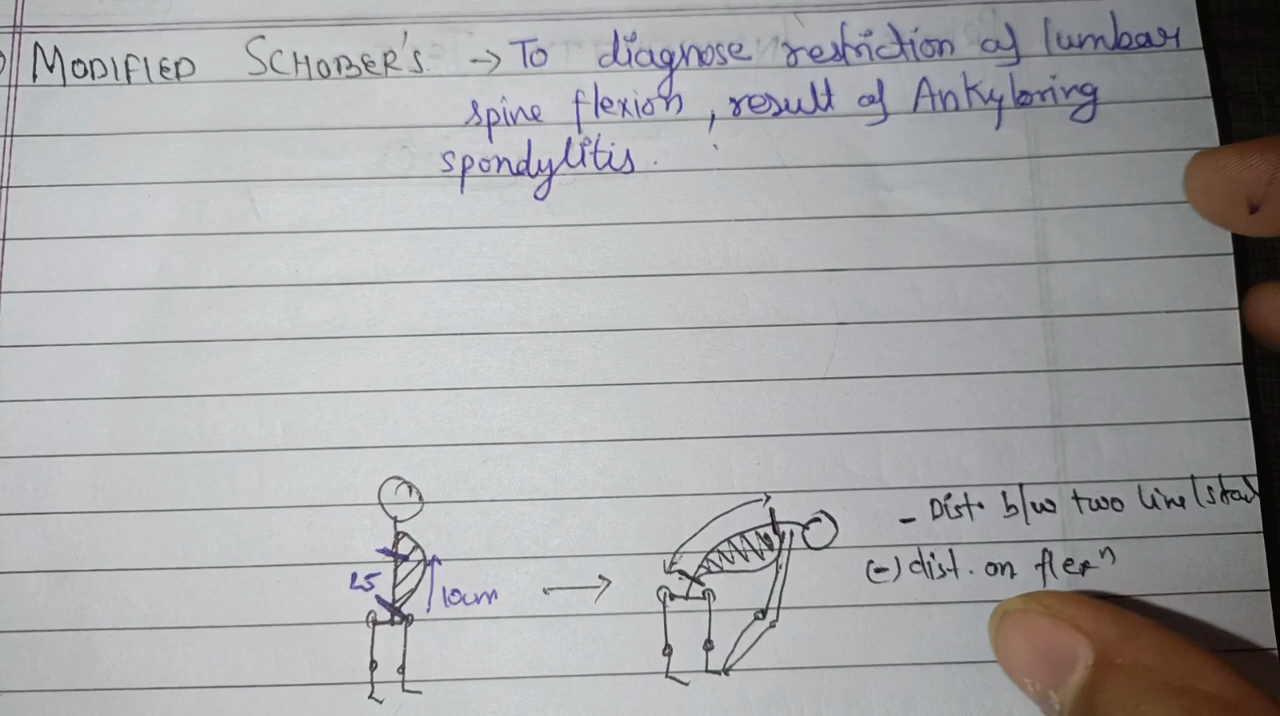 MODIFIED SCHOBER'S. → To diagnose restriction of lumbar
spine flexion, result of Ankyloring
spondylitis.
- Dist. b/w two line (stan
(-) dist. on flexⁿ
L5
10cm